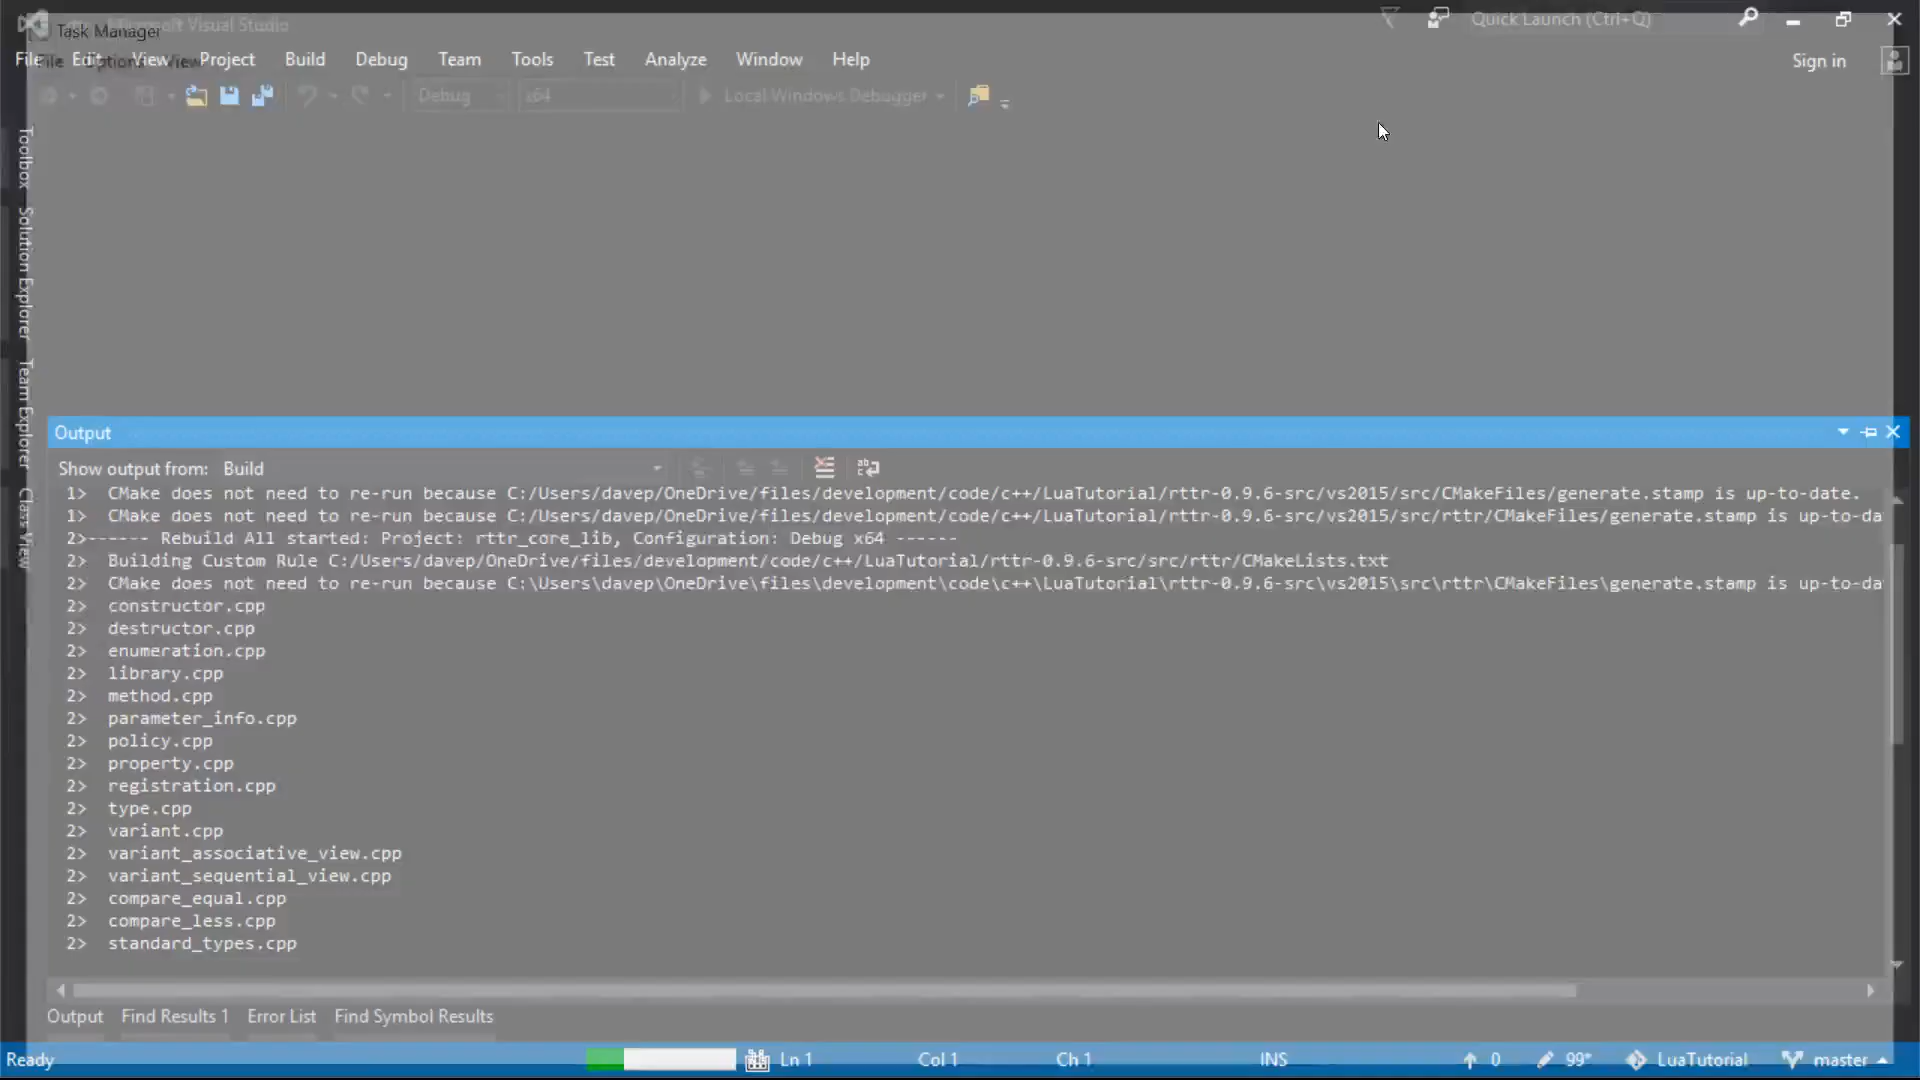 Microsoft Visual Studio
Task Manager
Quick Launch (Ctrl+Q)
File Edit View Project Build Debug Team Tools Test Analyze Window Help
File Options View
Sign in
Debug x64 Local Windows Debugger
Toolbox
Solution Explorer
Team Explorer
Class View
Output
Show output from: Build
1> CMake does not need to re-run because C:/Users/davep/OneDrive/files/development/code/c++/LuaTutorial/rttr-0.9.6-src/vs2015/src/CMakeFiles/generate.stamp is up-to-date.
1> CMake does not need to re-run because C:/Users/davep/OneDrive/files/development/code/c++/LuaTutorial/rttr-0.9.6-src/vs2015/src/rttr/CMakeFiles/generate.stamp is up-to-da
2>------ Rebuild All started: Project: rttr_core_lib, Configuration: Debug x64 ------
2> Building Custom Rule C:/Users/davep/OneDrive/files/development/code/c++/LuaTutorial/rttr-0.9.6-src/src/rttr/CMakeLists.txt
2> CMake does not need to re-run because C:\Users\davep\OneDrive\files\development\code\c++\LuaTutorial\rttr-0.9.6-src\vs2015\src\rttr\CMakeFiles\generate.stamp is up-to-da
2> constructor.cpp
2> destructor.cpp
2> enumeration.cpp
2> library.cpp
2> method.cpp
2> parameter_info.cpp
2> policy.cpp
2> property.cpp
2> registration.cpp
2> type.cpp
2> variant.cpp
2> variant_associative_view.cpp
2> variant_sequential_view.cpp
2> compare_equal.cpp
2> compare_less.cpp
2> standard_types.cpp
Output Find Results 1 Error List Find Symbol Results
Ready Ln 1 Col 1 Ch 1 INS 0 99* LuaTutorial master